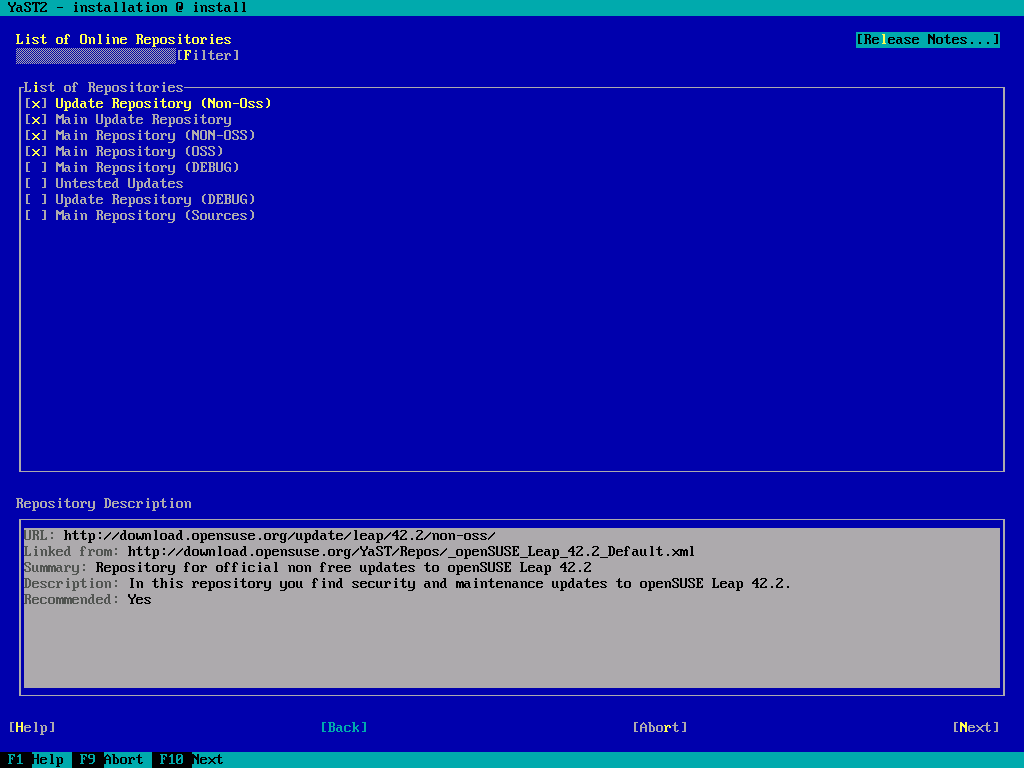 YaST2 - installation @ install
List of Online Repositories [Release Notes...]
[Filter]
List of Repositories
[x] Update Repository (Non-Oss)
[x] Main Update Repository
[x] Main Repository (NON-OSS)
[x] Main Repository (OSS)
[ ] Main Repository (DEBUG)
[ ] Untested Updates
[ ] Update Repository (DEBUG)
[ ] Main Repository (Sources)
Repository Description
URL: http://download.opensuse.org/update/leap/42.2/non-oss/
Linked from: http://download.opensuse.org/YaST/Repos/_openSUSE_Leap_42.2_Default.xml
Summary: Repository for official non free updates to openSUSE Leap 42.2
Description: In this repository you find security and maintenance updates to openSUSE Leap 42.2.
Recommended: Yes
[Help] [Back] [Abort] [Next]
F1 Help F9 Abort F10 Next